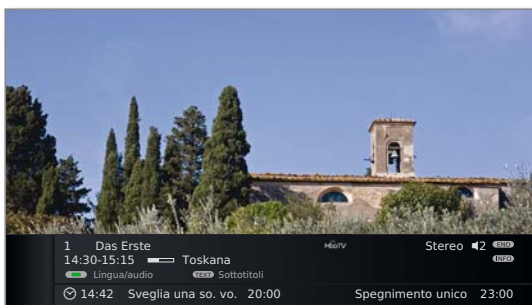 1 Das Erste HbbTV Stereo 2 END
14:30-15:15 Toskana INFO
Lingua/audio TEXT Sottotitoli
14:42 Sveglia una so. vo. 20:00 Spegnimento unico 23:00